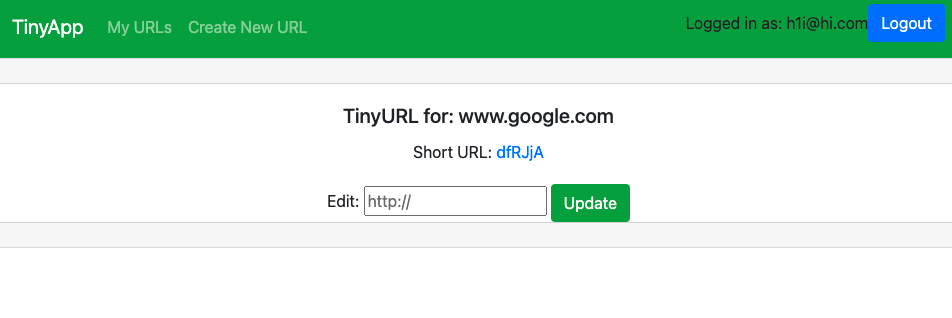 TinyApp My URLs Create New URL Logged in as: h1i@hi.com Logout
TinyURL for: www.google.com
Short URL: dfRJjA
Edit: http:// Update